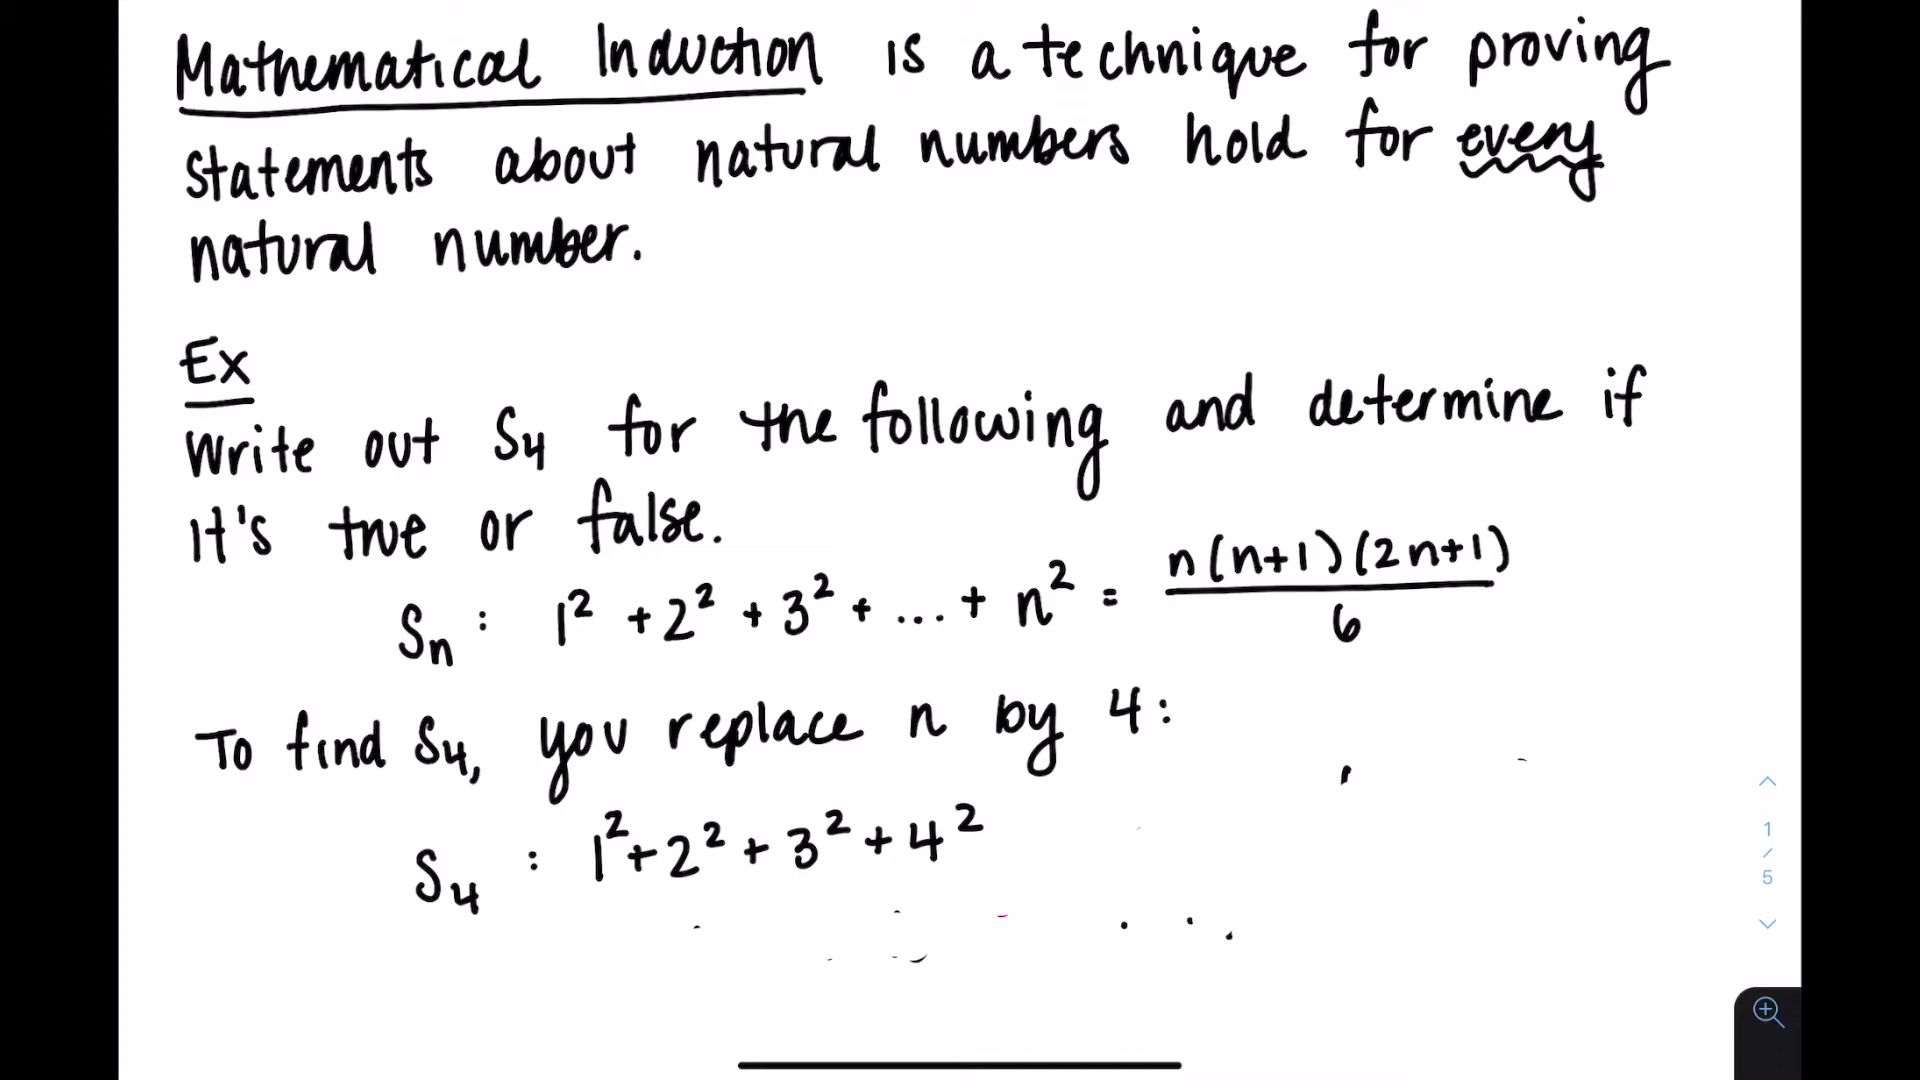 Mathematical Induction is a technique for proving
statements about natural numbers hold for every
natural number.
Ex
Write out S₄ for the following and determine if
it's true or false.
Sₙ : 1² + 2² + 3² + ... + n² = n(n+1)(2n+1)/6
To find S₄, you replace n by 4:
S₄ : 1² + 2² + 3² + 4²
1
/
5